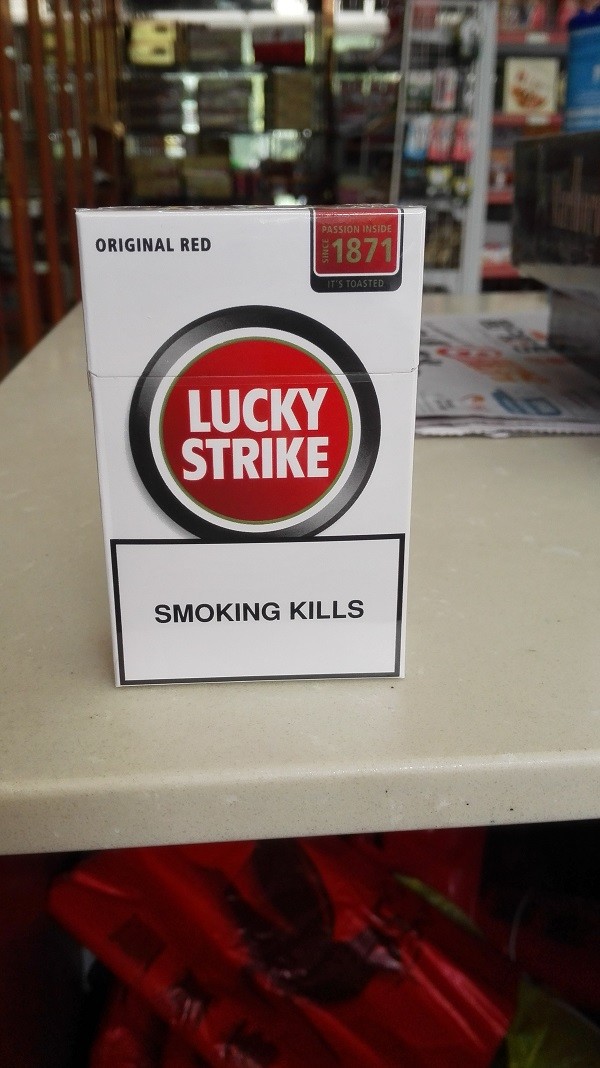 ORIGINAL RED
PASSION INSIDE
SINCE 1871
IT'S TOASTED
LUCKY
STRIKE
SMOKING KILLS